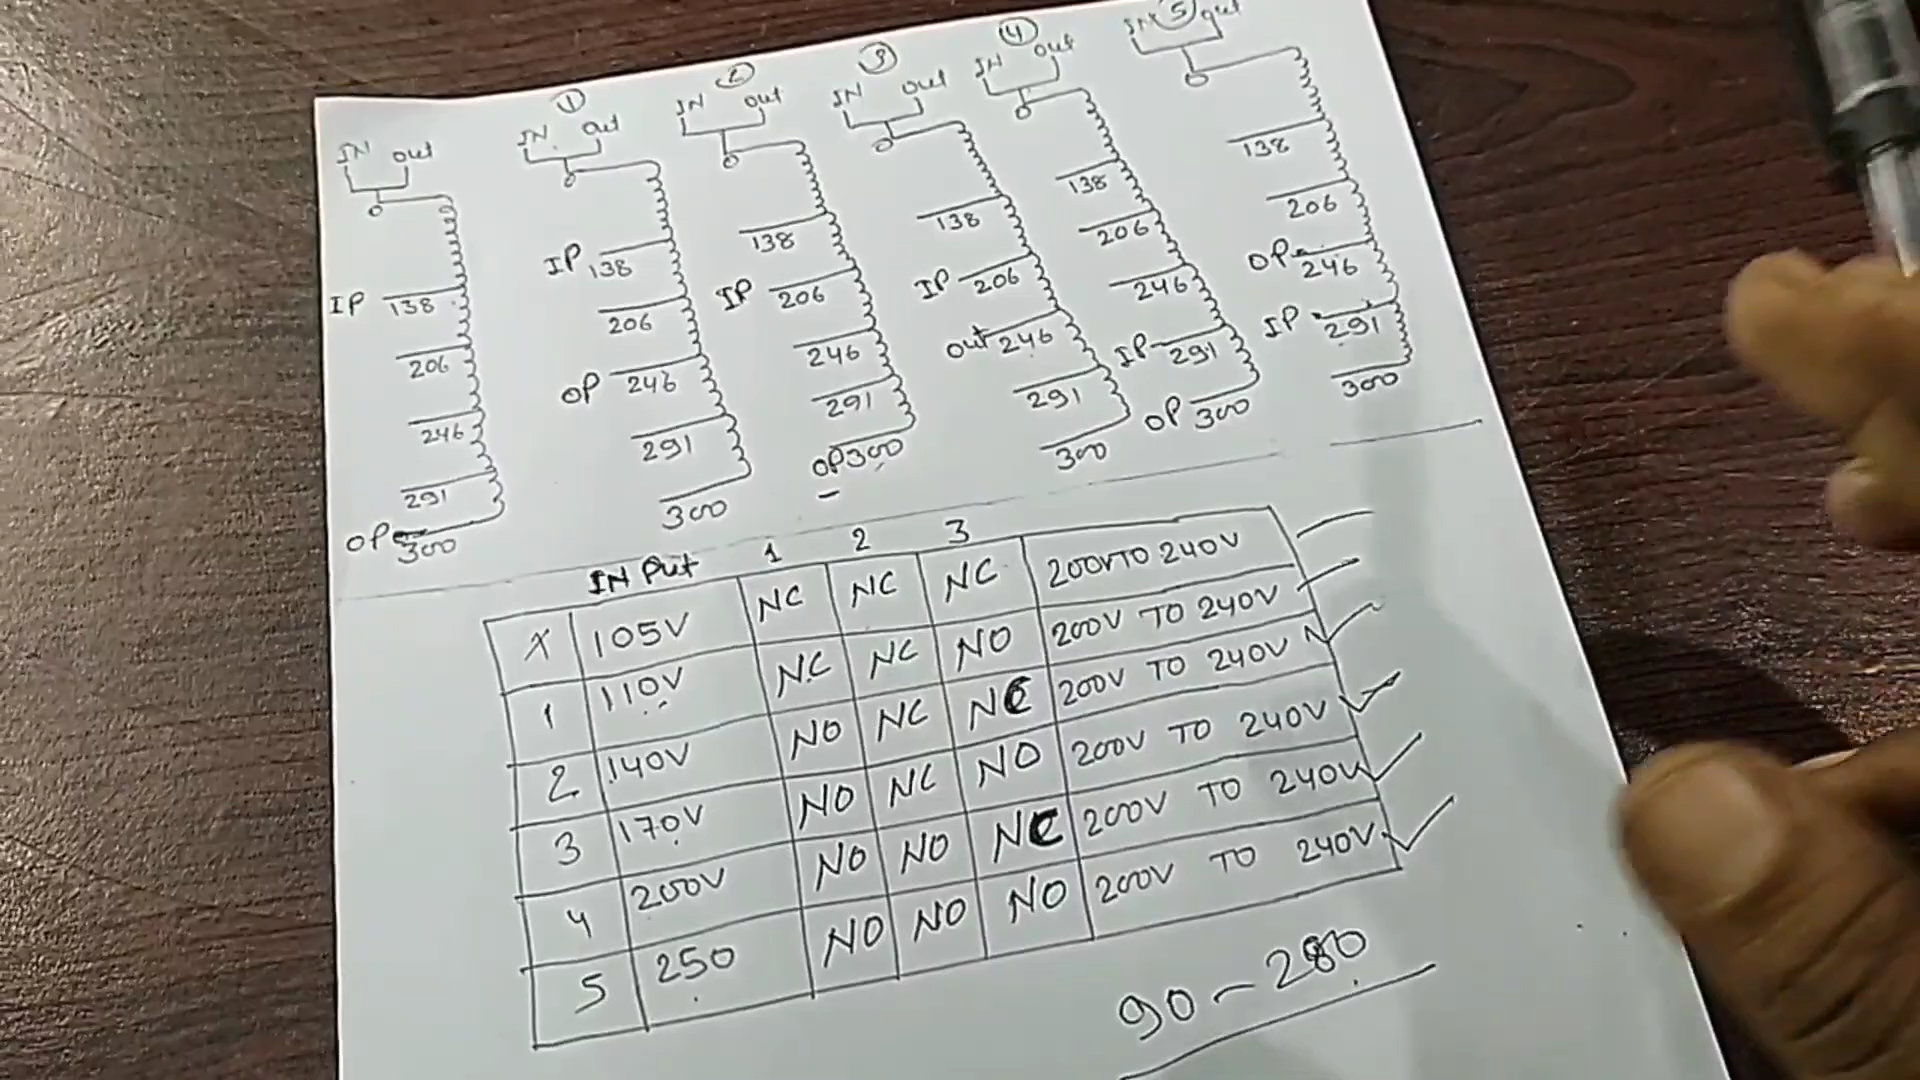 IN out
IP 138
206
246
291
OP 300
1
IN out
IP 138
206
OP 246
291
300
2
IN out
138
IP 206
246
291
OP 300
3
IN out
138
IP 206
out 246
291
300
4
IN out
138
206
246
IP 291
OP 300
5
IN out
138
206
OP 246
IP 291
300
IN Put 1 2 3
X 105V NC NC NC 200V TO 240V
1 110V NC NC NO 200V TO 240V
2 140V NO NC NC 200V TO 240V
3 170V NO NC NO 200V TO 240V
4 200V NO NO NC 200V TO 240V
5 250 NO NO NO 200V TO 240V
90-280